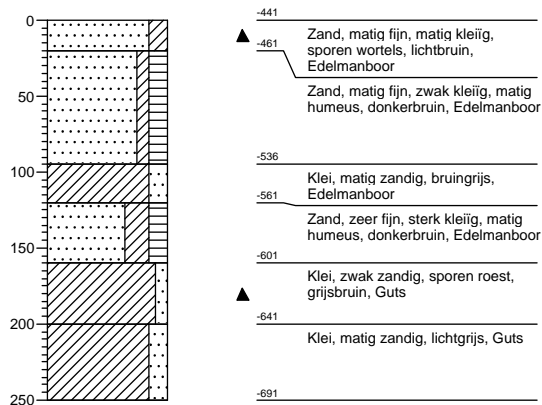 0
50
100
150
200
250
-441
Zand, matig fijn, matig kleiïg,
sporen wortels, lichtbruin,
Edelmanboor
-461
Zand, matig fijn, zwak kleiïg, matig
humeus, donkerbruin, Edelmanboor
-536
Klei, matig zandig, bruingrijs,
Edelmanboor
-561
Zand, zeer fijn, sterk kleiïg, matig
humeus, donkerbruin, Edelmanboor
-601
Klei, zwak zandig, sporen roest,
grijsbruin, Guts
-641
Klei, matig zandig, lichtgrijs, Guts
-691